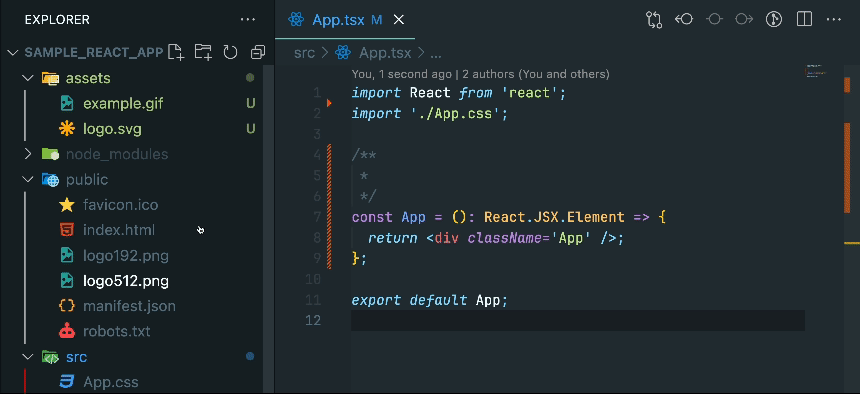 EXPLORER
SAMPLE_REACT_APP
assets
example.gif U
logo.svg U
node_modules
public
favicon.ico
index.html
logo192.png
logo512.png
manifest.json
robots.txt
src
App.css
App.tsx M
src > App.tsx > ...
You, 1 second ago | 2 authors (You and others)
1 import React from 'react';
2 import './App.css';
3
4 /**
5 *
6 */
7 const App = (): React.JSX.Element => {
8 return <div className='App' />;
9 };
10
11 export default App;
12